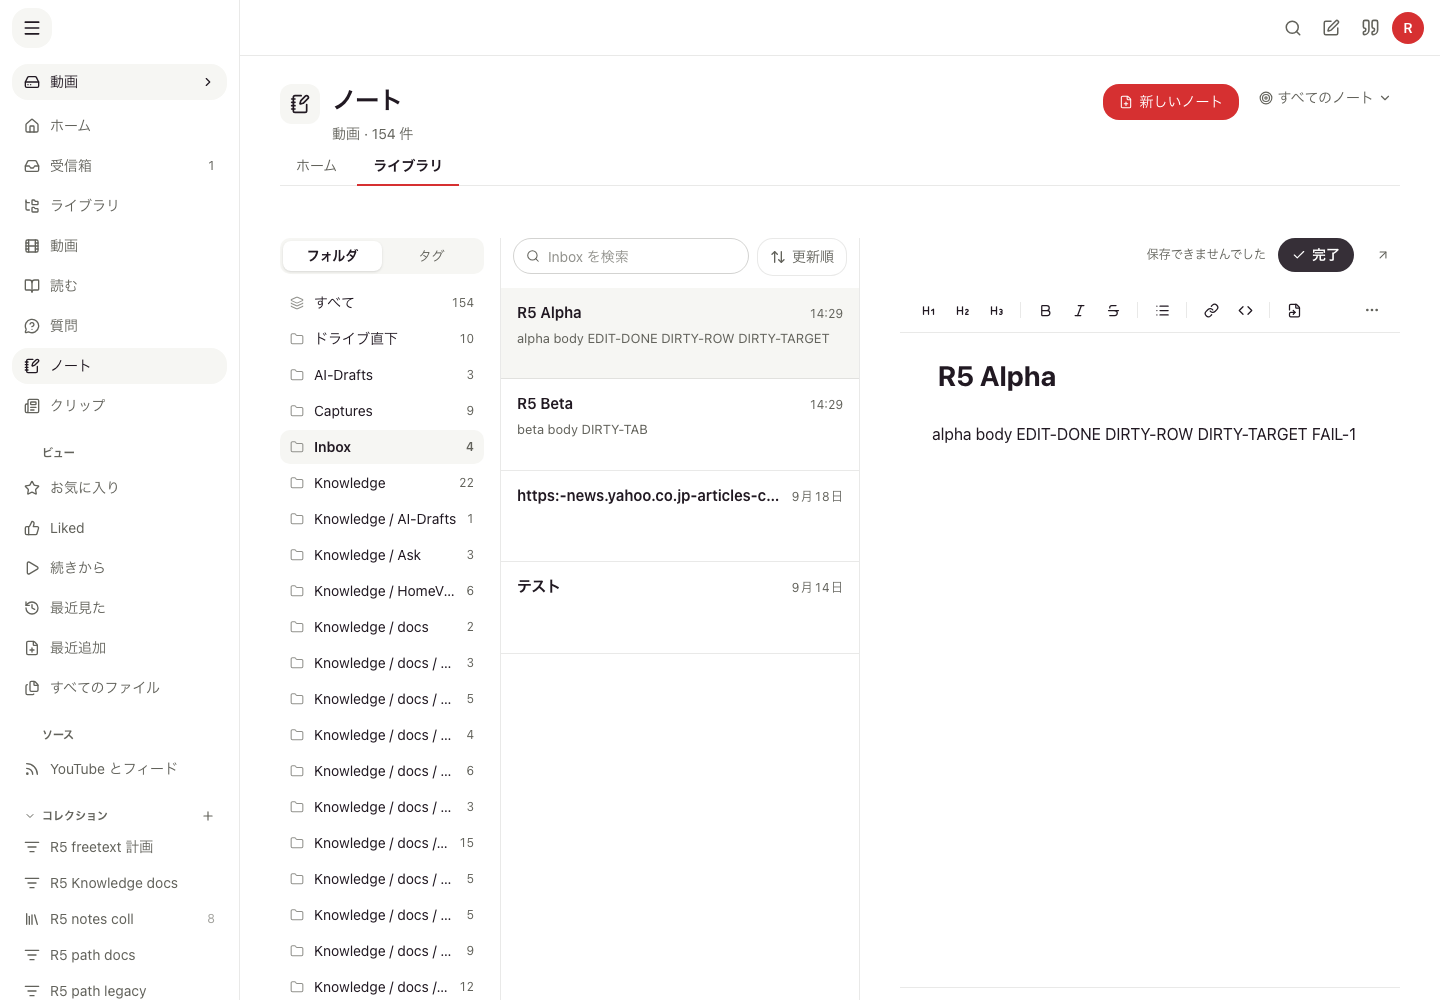 動画
ホーム
受信箱 1
ライブラリ
動画
読む
質問
ノート
クリップ
ビュー
お気に入り
Liked
続きから
最近見た
最近追加
すべてのファイル
ソース
YouTube とフィード
コレクション
R5 freetext 計画
R5 Knowledge docs
R5 notes coll 8
R5 path docs
R5 path legacy
R
ノート
動画 · 154 件
新しいノート
すべてのノート
ホーム
ライブラリ
フォルダ
タグ
すべて 154
ドライブ直下 10
AI-Drafts 3
Captures 9
Inbox 4
Knowledge 22
Knowledge / AI-Drafts 1
Knowledge / Ask 3
Knowledge / HomeV... 6
Knowledge / docs 2
Knowledge / docs / ... 3
Knowledge / docs / ... 5
Knowledge / docs / ... 4
Knowledge / docs / ... 6
Knowledge / docs / ... 3
Knowledge / docs /... 15
Knowledge / docs / ... 5
Knowledge / docs / ... 5
Knowledge / docs / ... 9
Knowledge / docs /... 12
Inbox を検索
更新順
R5 Alpha 14:29
alpha body EDIT-DONE DIRTY-ROW DIRTY-TARGET
R5 Beta 14:29
beta body DIRTY-TAB
https:-news.yahoo.co.jp-articles-c... 9月18日
テスト 9月14日
保存できませんでした
完了
H1 H2 H3 B I S
R5 Alpha
alpha body EDIT-DONE DIRTY-ROW DIRTY-TARGET FAIL-1